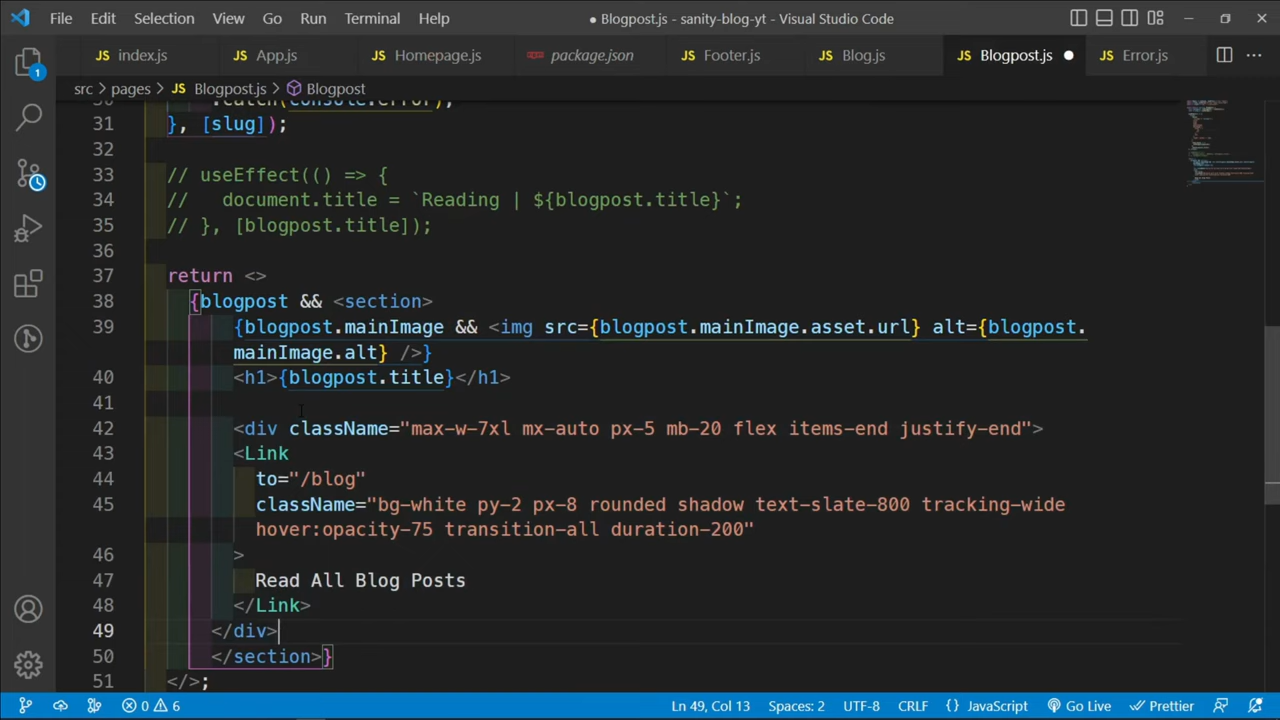 File Edit Selection View Go Run Terminal Help ● Blogpost.js - sanity-blog-yt - Visual Studio Code
JS index.js JS App.js JS Homepage.js package.json JS Footer.js JS Blog.js JS Blogpost.js ● JS Error.js
src > pages > JS Blogpost.js > Blogpost
1
30 .catch(console.error);
31 }, [slug]);
32
33 // useEffect(() => {
34 //   document.title = `Reading | ${blogpost.title}`;
35 // }, [blogpost.title]);
36
37 return <>
38 {blogpost && <section>
39 {blogpost.mainImage && <img src={blogpost.mainImage.asset.url} alt={blogpost.
mainImage.alt} />}
40 <h1>{blogpost.title}</h1>
41
42 <div className="max-w-7xl mx-auto px-5 mb-20 flex items-end justify-end">
43 <Link
44 to="/blog"
45 className="bg-white py-2 px-8 rounded shadow text-slate-800 tracking-wide
hover:opacity-75 transition-all duration-200"
46 >
47 Read All Blog Posts
48 </Link>
49 </div>
50 </section>}
51 </>;
0 6 Ln 49, Col 13 Spaces: 2 UTF-8 CRLF {} JavaScript Go Live Prettier